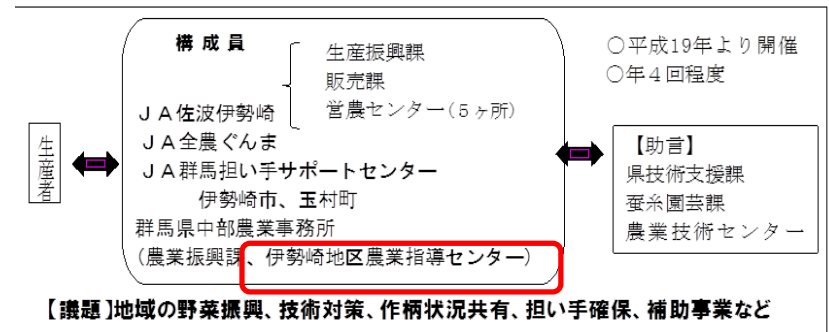 構成員
生産振興課
販売課
営農センター(5ヶ所)
JA佐波伊勢崎
JA全農ぐんま
JA群馬担い手サポートセンター
伊勢崎市、玉村町
群馬県中部農業事務所
(農業振興課、伊勢崎地区農業指導センター)
生産者
○平成19年より開催
○年4回程度
【助言】
県技術支援課
蚕糸園芸課
農業技術センター
【議題】地域の野菜振興、技術対策、作柄状況共有、担い手確保、補助事業など